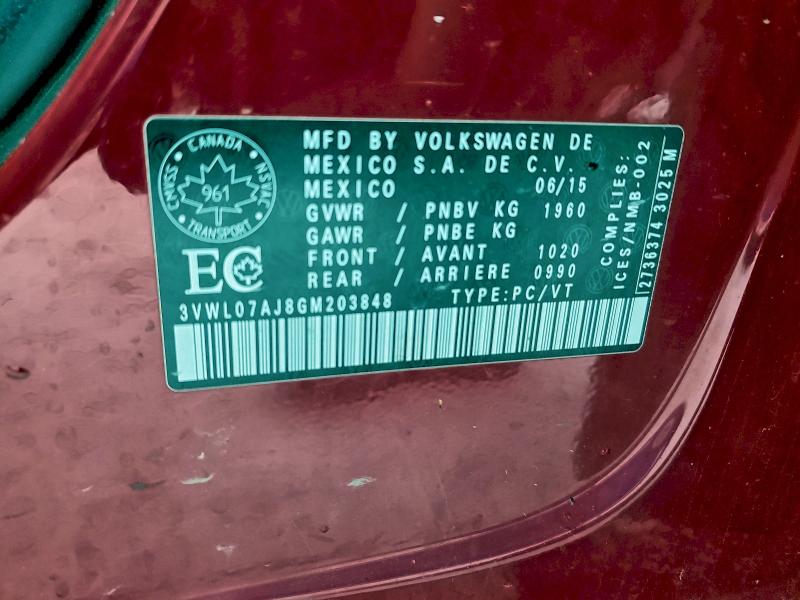 CANADA
CMVSS NSVAC
961
TRANSPORT
EC
MFD BY VOLKSWAGEN DE
MEXICO S.A. DE C.V.
MEXICO 06/15
GVWR / PNBV KG 1960
GAWR / PNBE KG
FRONT / AVANT 1020
REAR / ARRIERE 0990
3VWL07AJ8GM203848 TYPE:PC/VT
COMPLIES:
ICES/NMB-002
2736374 3025 M